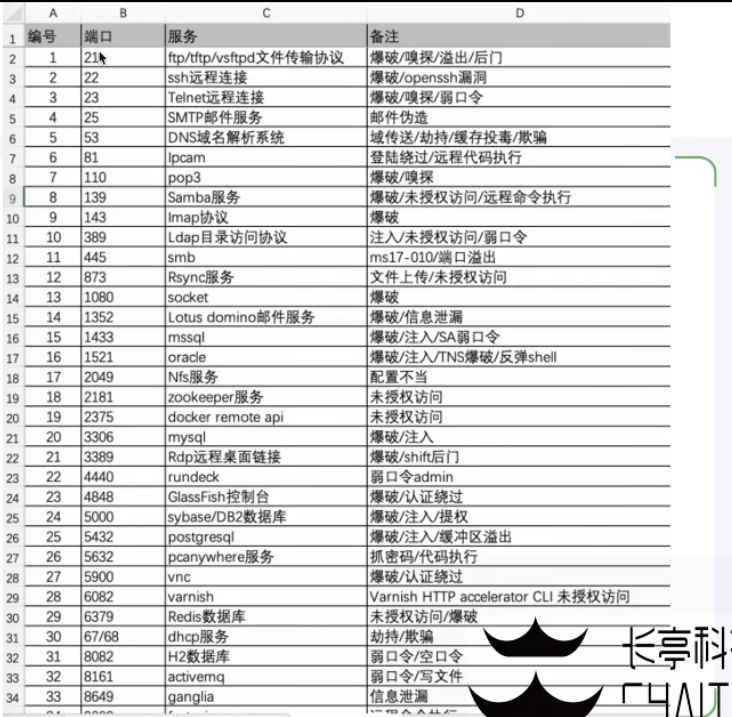 A B C D
1 编号 端口 服务 备注
2 1 21 ftp/tftp/vsftpd文件传输协议 爆破/嗅探/溢出/后门
3 2 22 ssh远程连接 爆破/openssh漏洞
4 3 23 Telnet远程连接 爆破/嗅探/弱口令
5 4 25 SMTP邮件服务 邮件伪造
6 5 53 DNS域名解析系统 域传送/劫持/缓存投毒/欺骗
7 6 81 Ipcam 登陆绕过/远程代码执行
8 7 110 pop3 爆破/嗅探
9 8 139 Samba服务 爆破/未授权访问/远程命令执行
10 9 143 Imap协议 爆破
11 10 389 Ldap目录访问协议 注入/未授权访问/弱口令
12 11 445 smb ms17-010/端口溢出
13 12 873 Rsync服务 文件上传/未授权访问
14 13 1080 socket 爆破
15 14 1352 Lotus domino邮件服务 爆破/信息泄漏
16 15 1433 mssql 爆破/注入/SA弱口令
17 16 1521 oracle 爆破/注入/TNS爆破/反弹shell
18 17 2049 Nfs服务 配置不当
19 18 2181 zookeeper服务 未授权访问
20 19 2375 docker remote api 未授权访问
21 20 3306 mysql 爆破/注入
22 21 3389 Rdp远程桌面链接 爆破/shift后门
23 22 4440 rundeck 弱口令admin
24 23 4848 GlassFish控制台 爆破/认证绕过
25 24 5000 sybase/DB2数据库 爆破/注入/提权
26 25 5432 postgresql 爆破/注入/缓冲区溢出
27 26 5632 pcanywhere服务 抓密码/代码执行
28 27 5900 vnc 爆破/认证绕过
29 28 6082 varnish Varnish HTTP accelerator CLI 未授权访问
30 29 6379 Redis数据库 未授权访问/爆破
31 30 67/68 dhcp服务 劫持/欺骗
32 31 8082 H2数据库 弱口令/空口令
33 32 8161 activemq 弱口令/写文件
34 33 8649 ganglia 信息泄漏
长亭科